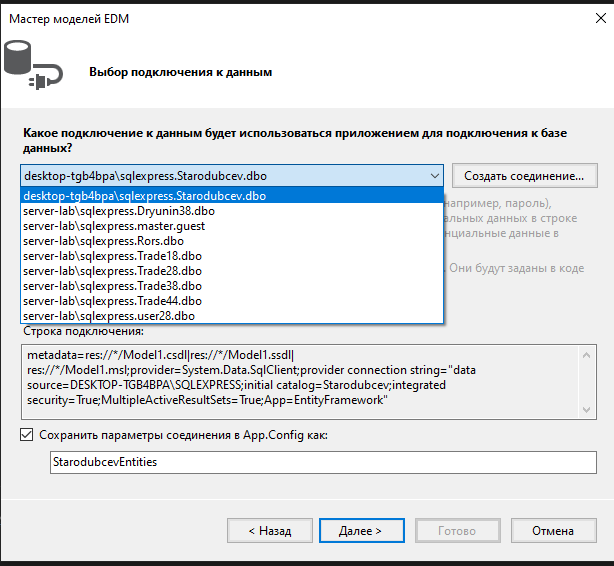 Мастер моделей EDM
Выбор подключения к данным
Какое подключение к данным будет использоваться приложением для подключения к базе
данных?
desktop-tgb4bpa\sqlexpress.Starodubcev.dbo
Создать соединение...
desktop-tgb4bpa\sqlexpress.Starodubcev.dbo
server-lab\sqlexpress.Dryunin38.dbo
server-lab\sqlexpress.master.guest
server-lab\sqlexpress.Rors.dbo
server-lab\sqlexpress.Trade18.dbo
server-lab\sqlexpress.Trade28.dbo
server-lab\sqlexpress.Trade38.dbo
server-lab\sqlexpress.Trade44.dbo
server-lab\sqlexpress.user28.dbo
например, пароль),
альных данных в строке
нциальные данные в
. Они будут заданы в коде
Строка подключения:
metadata=res://*/Model1.csdl|res://*/Model1.ssdl|
res://*/Model1.msl;provider=System.Data.SqlClient;provider connection string="data
source=DESKTOP-TGB4BPA\SQLEXPRESS;initial catalog=Starodubcev;integrated
security=True;MultipleActiveResultSets=True;App=EntityFramework"
Сохранить параметры соединения в App.Config как:
StarodubcevEntities
< Назад
Далее >
Готово
Отмена